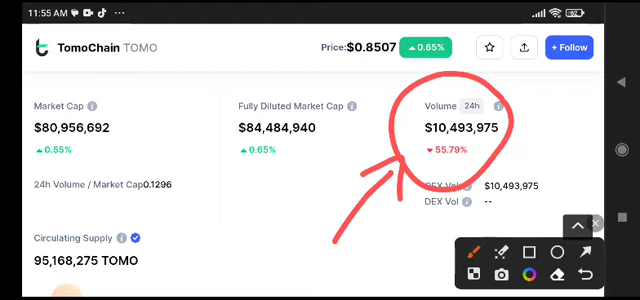 11:55 AM
62
TomoChain TOMO
Price:$0.8507
0.65%
+ Follow
Market Cap
Fully Diluted Market Cap
Volume 24h
$80,956,692
$84,484,940
$10,493,975
0.55%
0.65%
55.79%
24h Volume / Market Cap0.1296
DEX Vol $10,493,975
DEX Vol --
Circulating Supply
95,168,275 TOMO